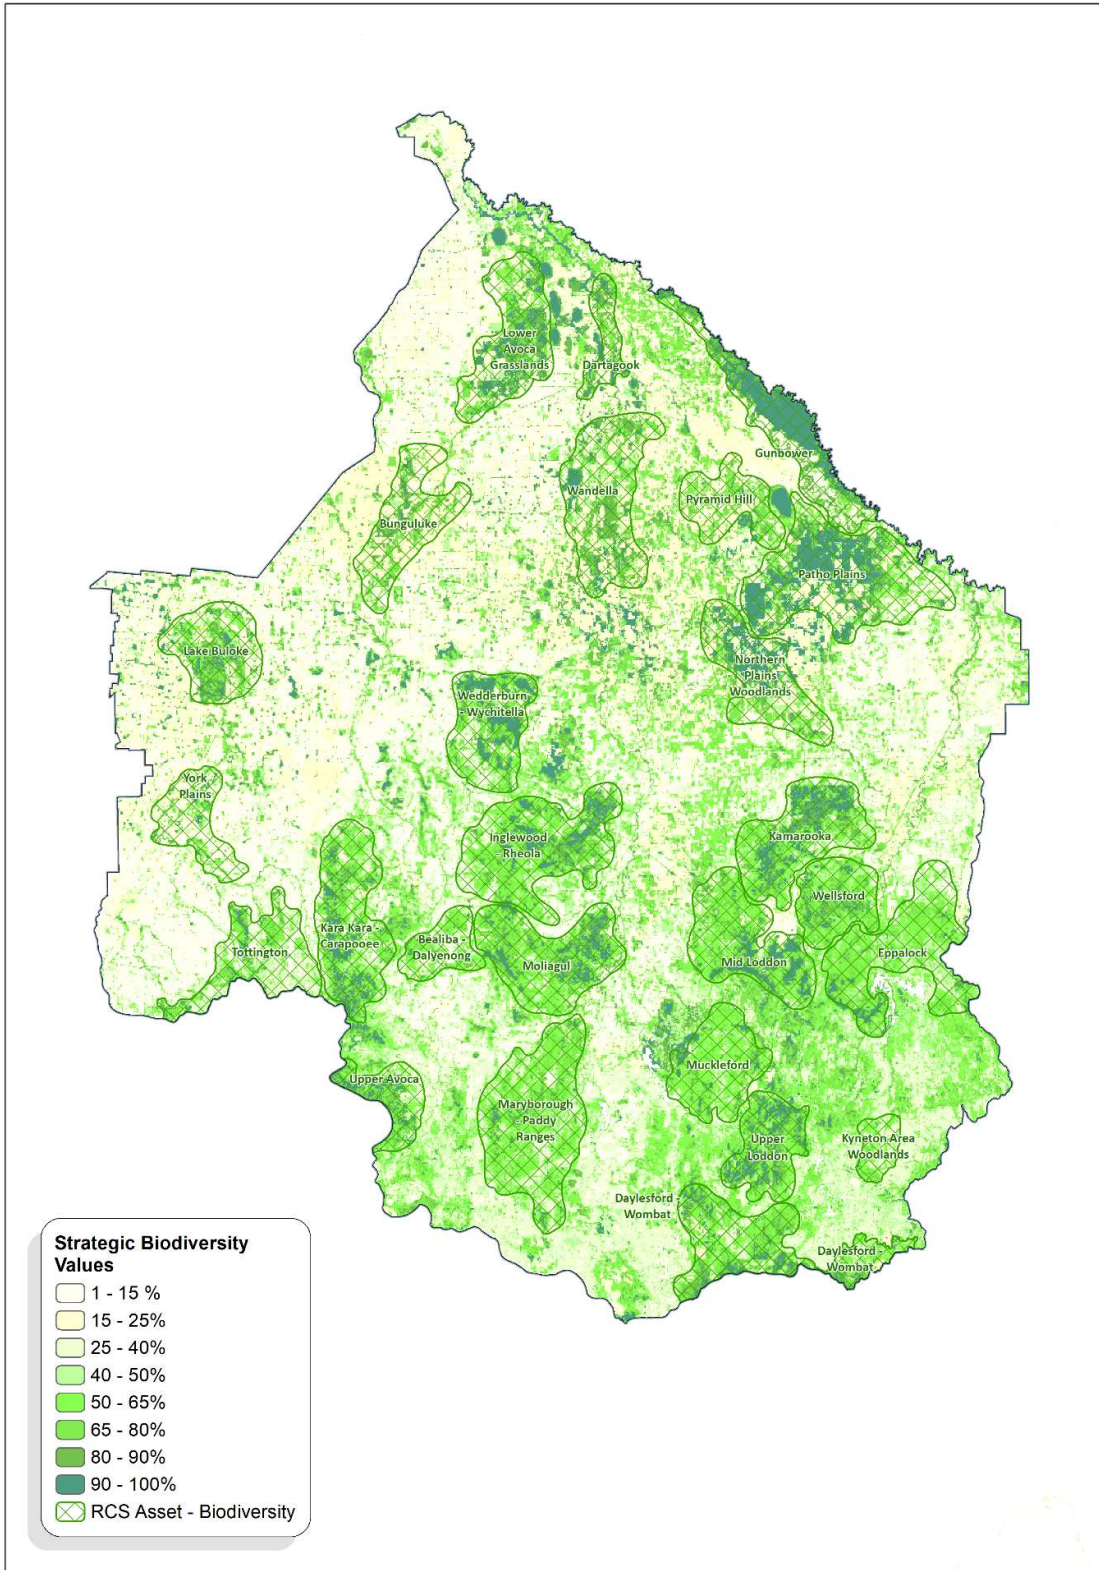 Lower
Avoca
Grasslands
Dartagook
Gunbower
Wandella
Pyramid Hill
Bunguluke
Patho Plains
Lake Buloke
Northern
Plains
Woodlands
Wedderburn
- Wychitella
York
Plains
Inglewood
- Rheola
Kamarooka
Wellsford
Kara Kara -
Carapooee
Bealiba -
Dalyenong
Tottington
Moliagul
Mid Loddon
Eppalock
Muckleford
Upper Avoca
Maryborough
- Paddy
Ranges
Upper
Loddon
Kyneton Area
Woodlands
Daylesford -
Wombat
Daylesford -
Wombat
Strategic Biodiversity
Values
1 - 15 %
15 - 25%
25 - 40%
40 - 50%
50 - 65%
65 - 80%
80 - 90%
90 - 100%
RCS Asset - Biodiversity